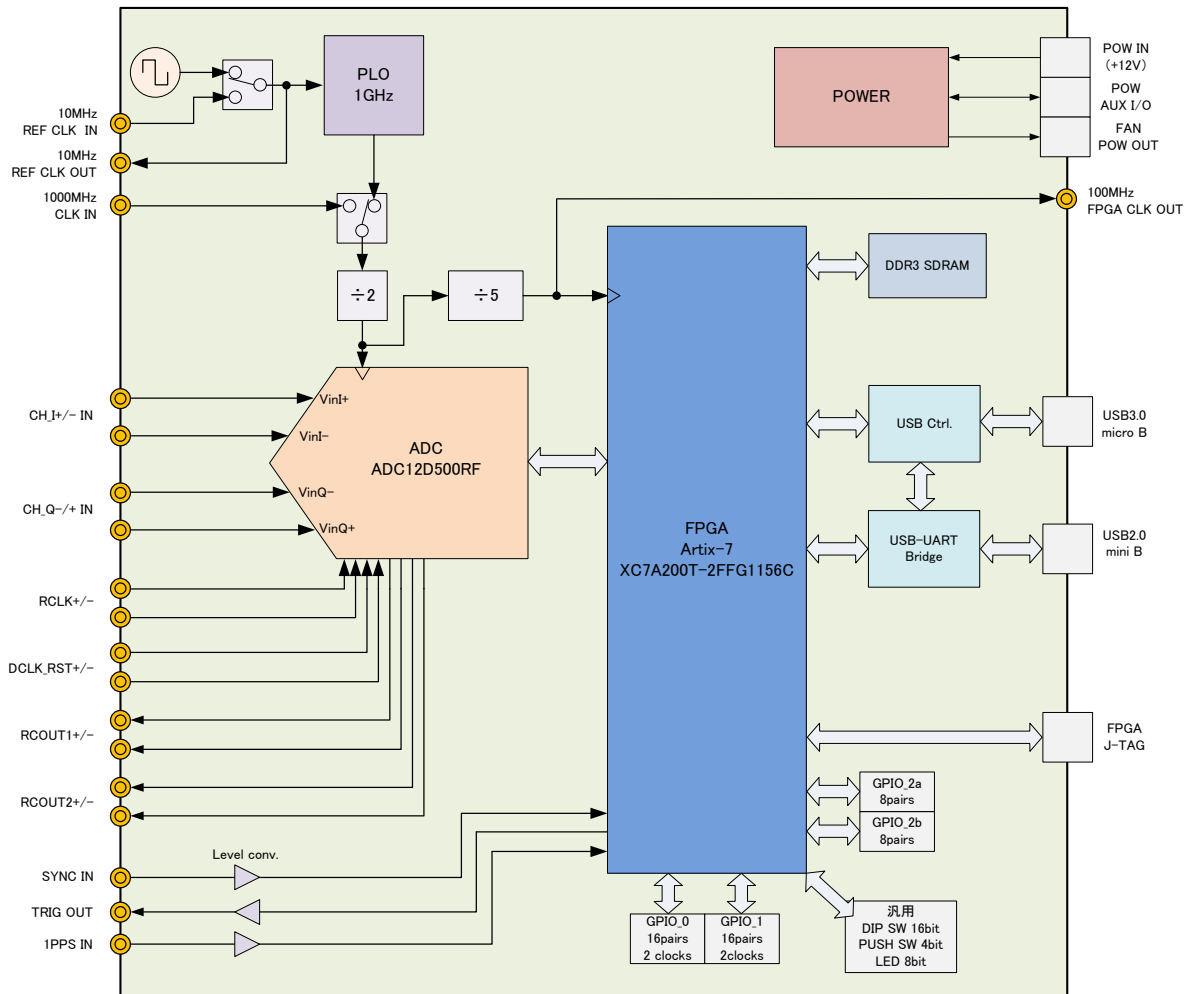 PLO
1GHz
POWER
POW IN
(+12V)
POW
AUX I/O
FAN
POW OUT
10MHz
REF CLK IN
10MHz
REF CLK OUT
1000MHz
CLK IN
100MHz
FPGA CLK OUT
÷2
÷5
DDR3 SDRAM
CH_I+/- IN
VinI+
VinI-
ADC
ADC12D500RF
CH_Q-/+ IN
VinQ-
VinQ+
FPGA
Artix-7
XC7A200T-2FFG1156C
USB Ctrl.
USB3.0
micro B
USB-UART
Bridge
USB2.0
mini B
RCLK+/-
DCLK_RST+/-
RCOUT1+/-
RCOUT2+/-
FPGA
J-TAG
GPIO_2a
8pairs
GPIO_2b
8pairs
Level conv.
SYNC IN
TRIG OUT
1PPS IN
GPIO_0
16pairs
2 clocks
GPIO_1
16pairs
2clocks
汎用
DIP SW 16bit
PUSH SW 4bit
LED 8bit